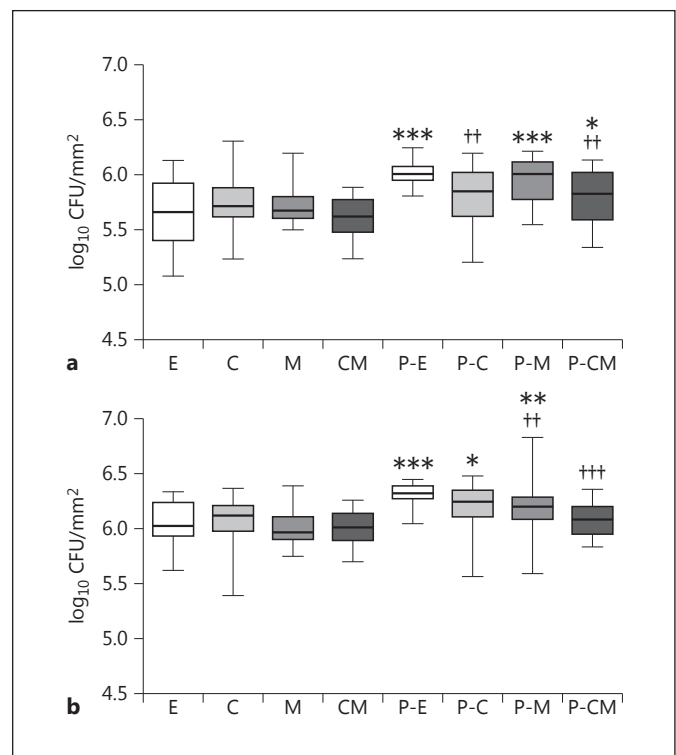 7.0
6.5
6.0
5.5
5.0
4.5
log₁₀ CFU/mm²
*** †† *** *
††
a E C M CM P-E P-C P-M P-CM
7.0
6.5
6.0
5.5
5.0
4.5
log₁₀ CFU/mm²
**
*** * †† †††
b E C M CM P-E P-C P-M P-CM